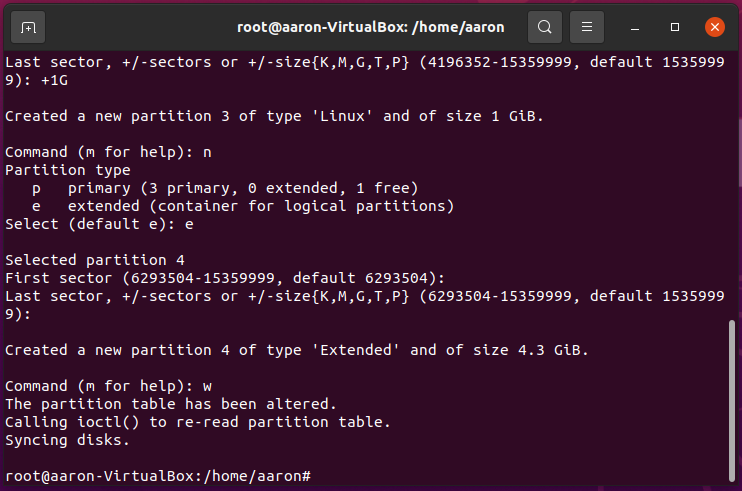 root@aaron-VirtualBox: /home/aaron
Last sector, +/-sectors or +/-size{K,M,G,T,P} (4196352-15359999, default 1535999
9): +1G
Created a new partition 3 of type 'Linux' and of size 1 GiB.
Command (m for help): n
Partition type
   p   primary (3 primary, 0 extended, 1 free)
   e   extended (container for logical partitions)
Select (default e): e
Selected partition 4
First sector (6293504-15359999, default 6293504):
Last sector, +/-sectors or +/-size{K,M,G,T,P} (6293504-15359999, default 1535999
9):
Created a new partition 4 of type 'Extended' and of size 4.3 GiB.
Command (m for help): w
The partition table has been altered.
Calling ioctl() to re-read partition table.
Syncing disks.
root@aaron-VirtualBox:/home/aaron#